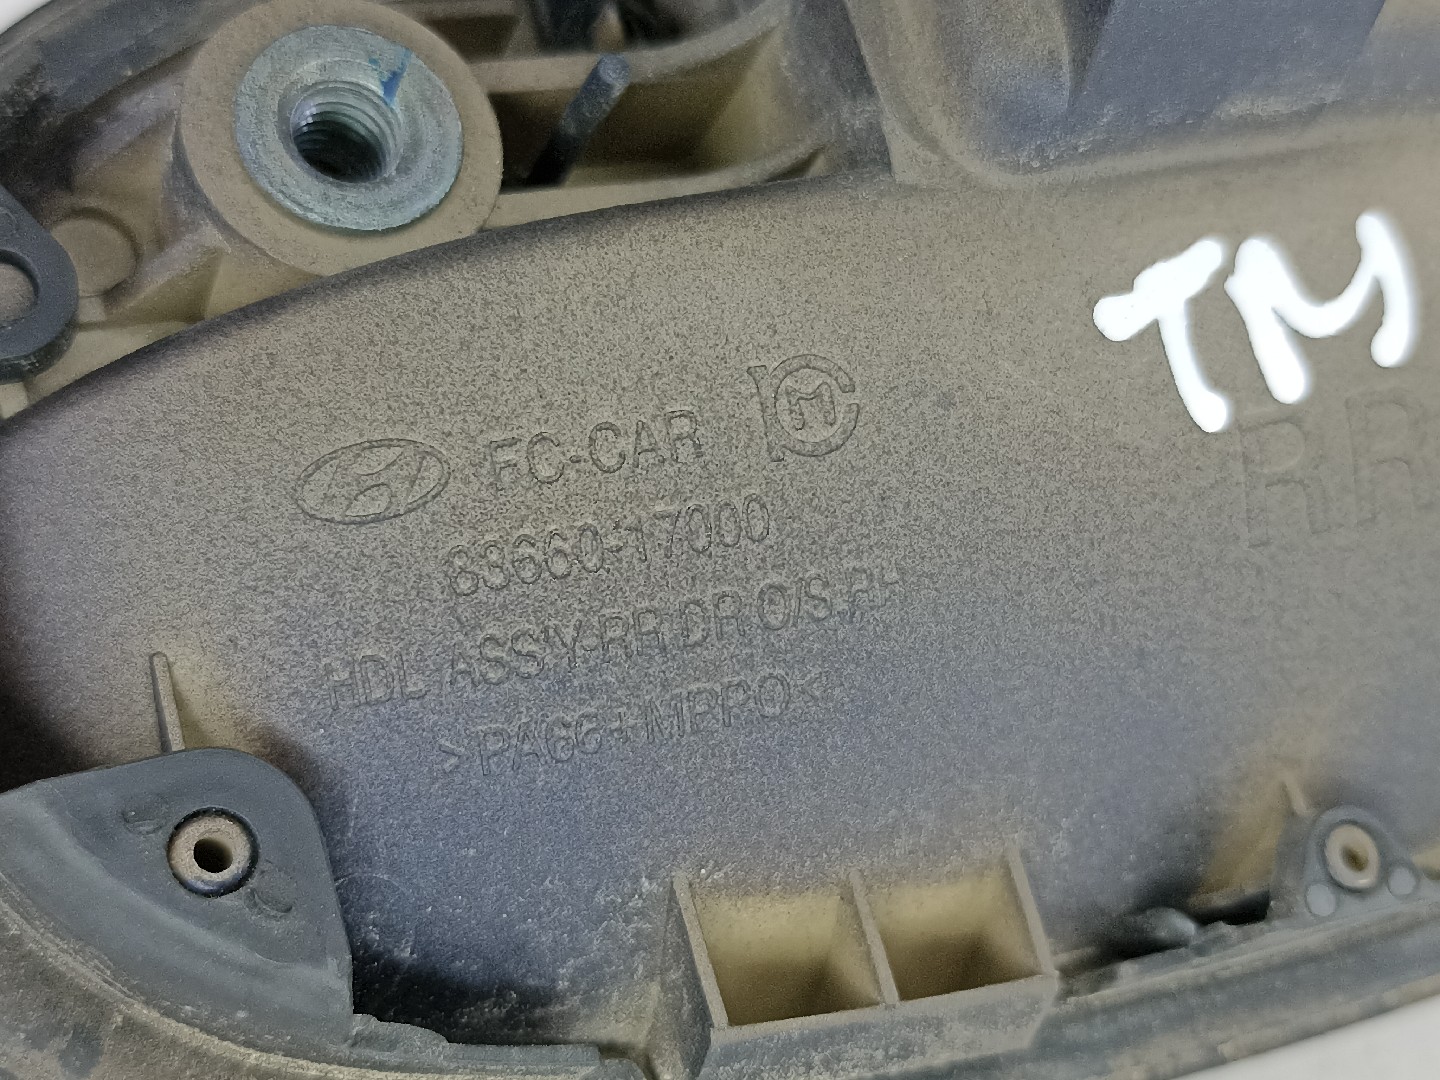 TM
FC-CAR
RR
83660-17000
HDL ASS'Y-RR DR O/S,RH
>PA66+MPPO<